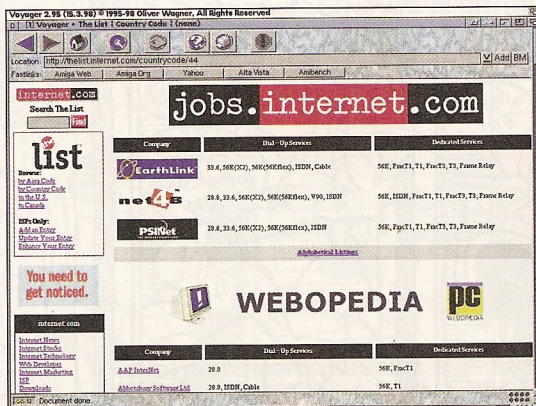 Voyager 2.95 (15.3.98) © 1995-98 Oliver Wagner, All Rights Reserved
[1] Voyager • The List [Country Code] (none)
Location: http://thelist.internet.com/countrycode/44 Add BM
Fastlinks: Amiga Web Amiga Org Yahoo Alta Vista Amibench
internet.com
Search The List
Find
the list
Browse:
by Area Code
by Country Code
in the U.S.
in Canada
ISPs Only:
Add an Entry
Update Your Entry
Enhance Your Entry
You need to
get noticed.
internet.com
Internet News
Internet Stocks
Internet Technology
Web Developer
Internet Marketing
ISP
Downloads
jobs.internet.com
Company Dial-Up Services Dedicated Services
EarthLink 33.6, 56K(X2), 56K(56Kflex), ISDN, Cable 56K, FracT1, T1, FracT3, T3, Frame Relay
net4B 28.8, 33.6, 56K(X2), 56K(56Kflex), V90, ISDN 56K, ISDN, FracT1, T1, FracT3, T3, Frame Relay
PSINet 28.8, 33.6, 56K(X2), 56K(56Kflex), ISDN 56K, FracT1, T1, FracT3, T3, Frame Relay
Alphabetical Listings
WEBOPEDIA
pc
WEBOPEDIA
Company Dial-Up Services Dedicated Services
AAP InterNet 28.8 56K, FracT1
Abbotsbury Software Ltd 28.8, ISDN, Cable 56K, T1
Document done.